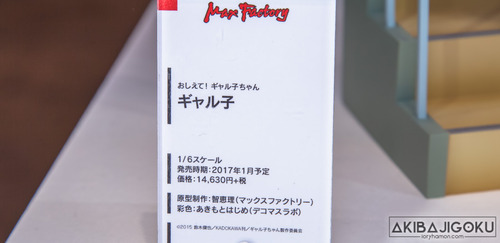 Max Factory
おしえて! ギャル子ちゃん
ギャル子
1/6スケール
発売時期:2017年1月予定
価格:14,630円+税
原型制作:智恵理(マックスファクトリー)
彩色:あきもとはじめ(デコマスラボ)
©2015 鈴木健也/KADOKAWA刊/ギャル子ちゃん製作委員会
AKIBAJIGOKU
loryhamon.com